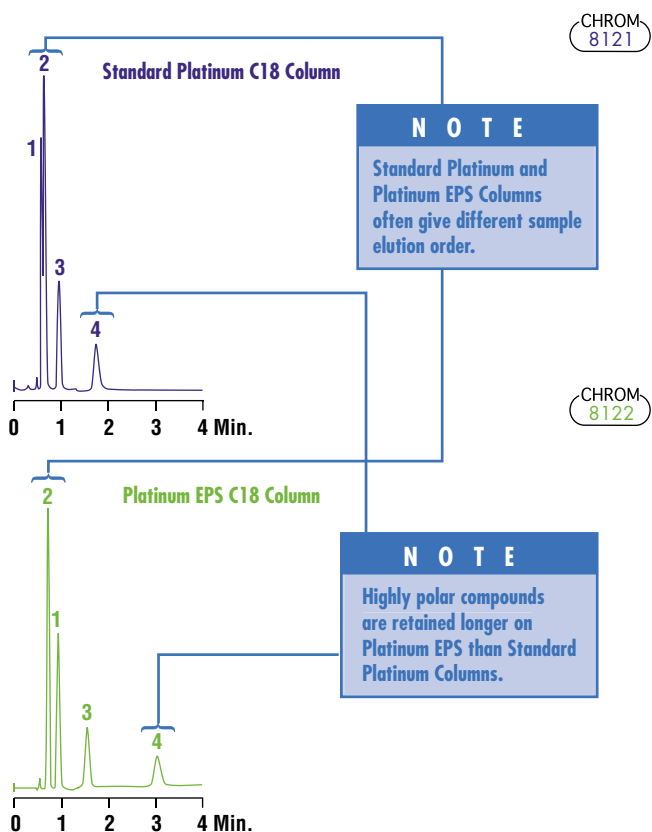 CHROM
8121
2
Standard Platinum C18 Column
1
N O T E
Standard Platinum and
Platinum EPS Columns
often give different sample
elution order.
3
4
0 1 2 3 4 Min.
CHROM
8122
2
Platinum EPS C18 Column
N O T E
Highly polar compounds
are retained longer on
Platinum EPS than Standard
Platinum Columns.
1
3
4
0 1 2 3 4 Min.